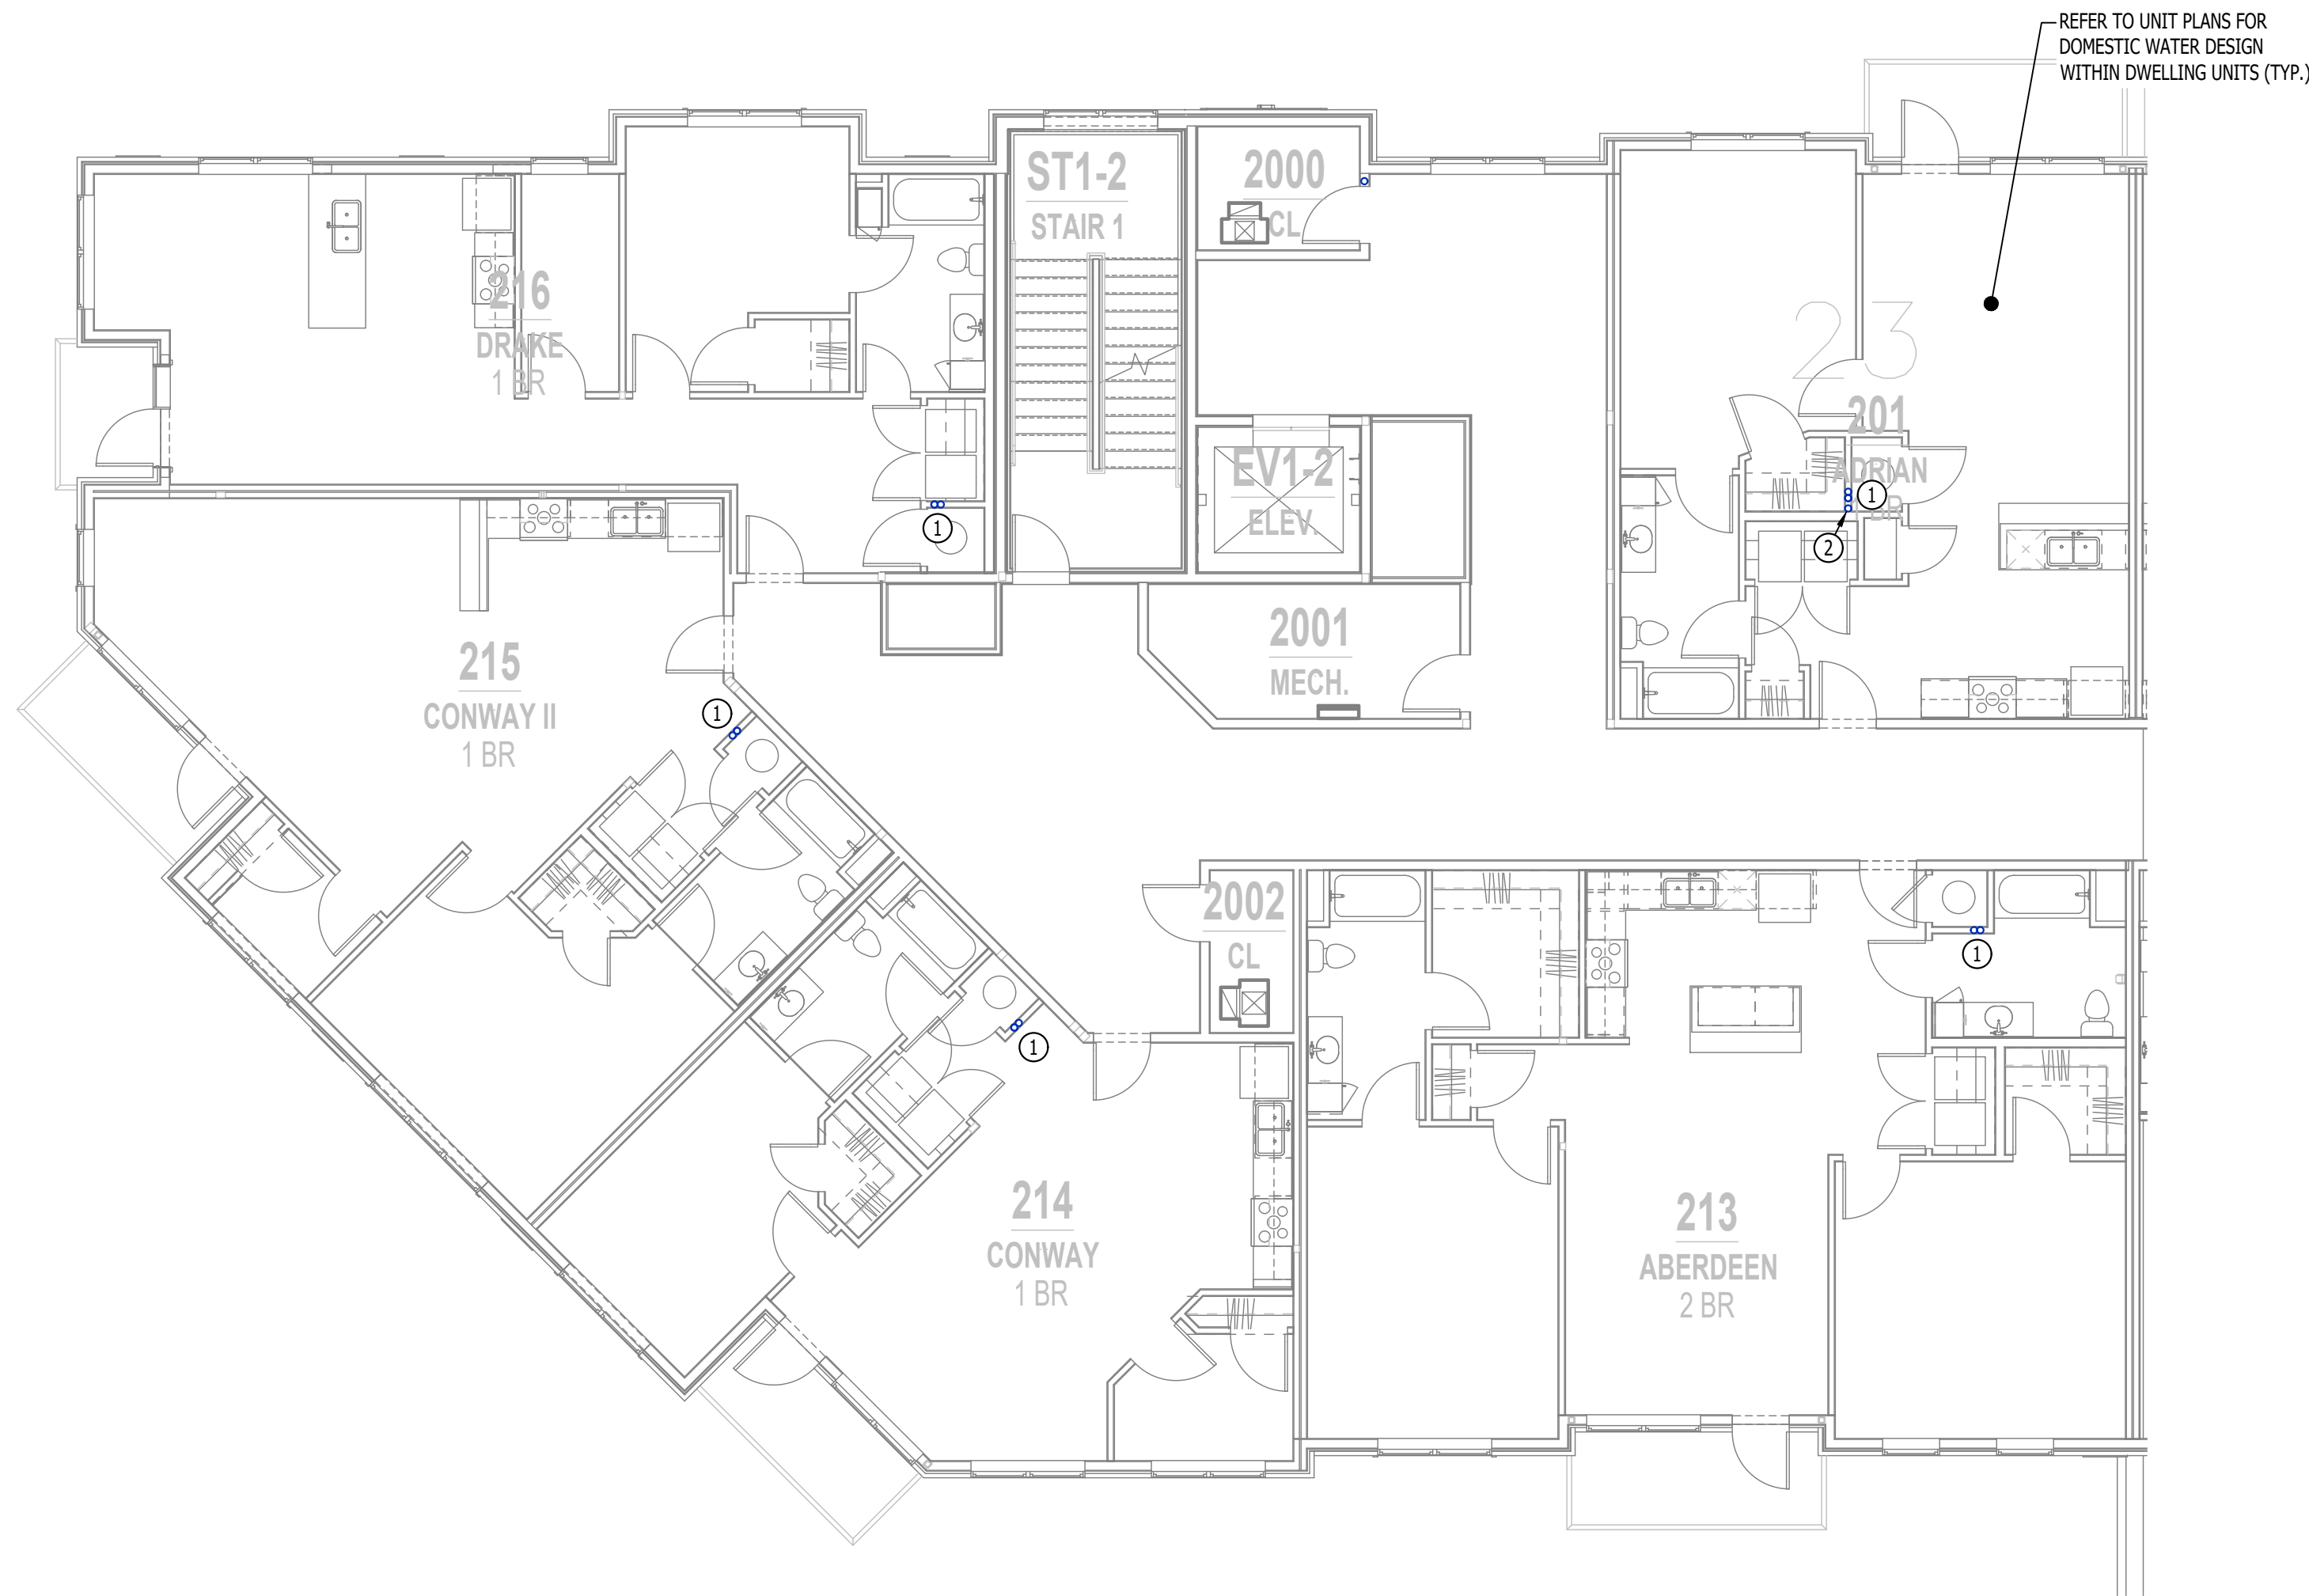 REFER TO UNIT PLANS FOR
DOMESTIC WATER DESIGN
WITHIN DWELLING UNITS (TYP.)
ST1-2
STAIR 1
2000
CL
216
DRAKE
1 BR
23
201
ADRIAN
BR
1
2
EV1-2
ELEV.
1
2001
MECH.
215
CONWAY II
1 BR
1
2002
CL
1
1
214
CONWAY
1 BR
213
ABERDEEN
2 BR